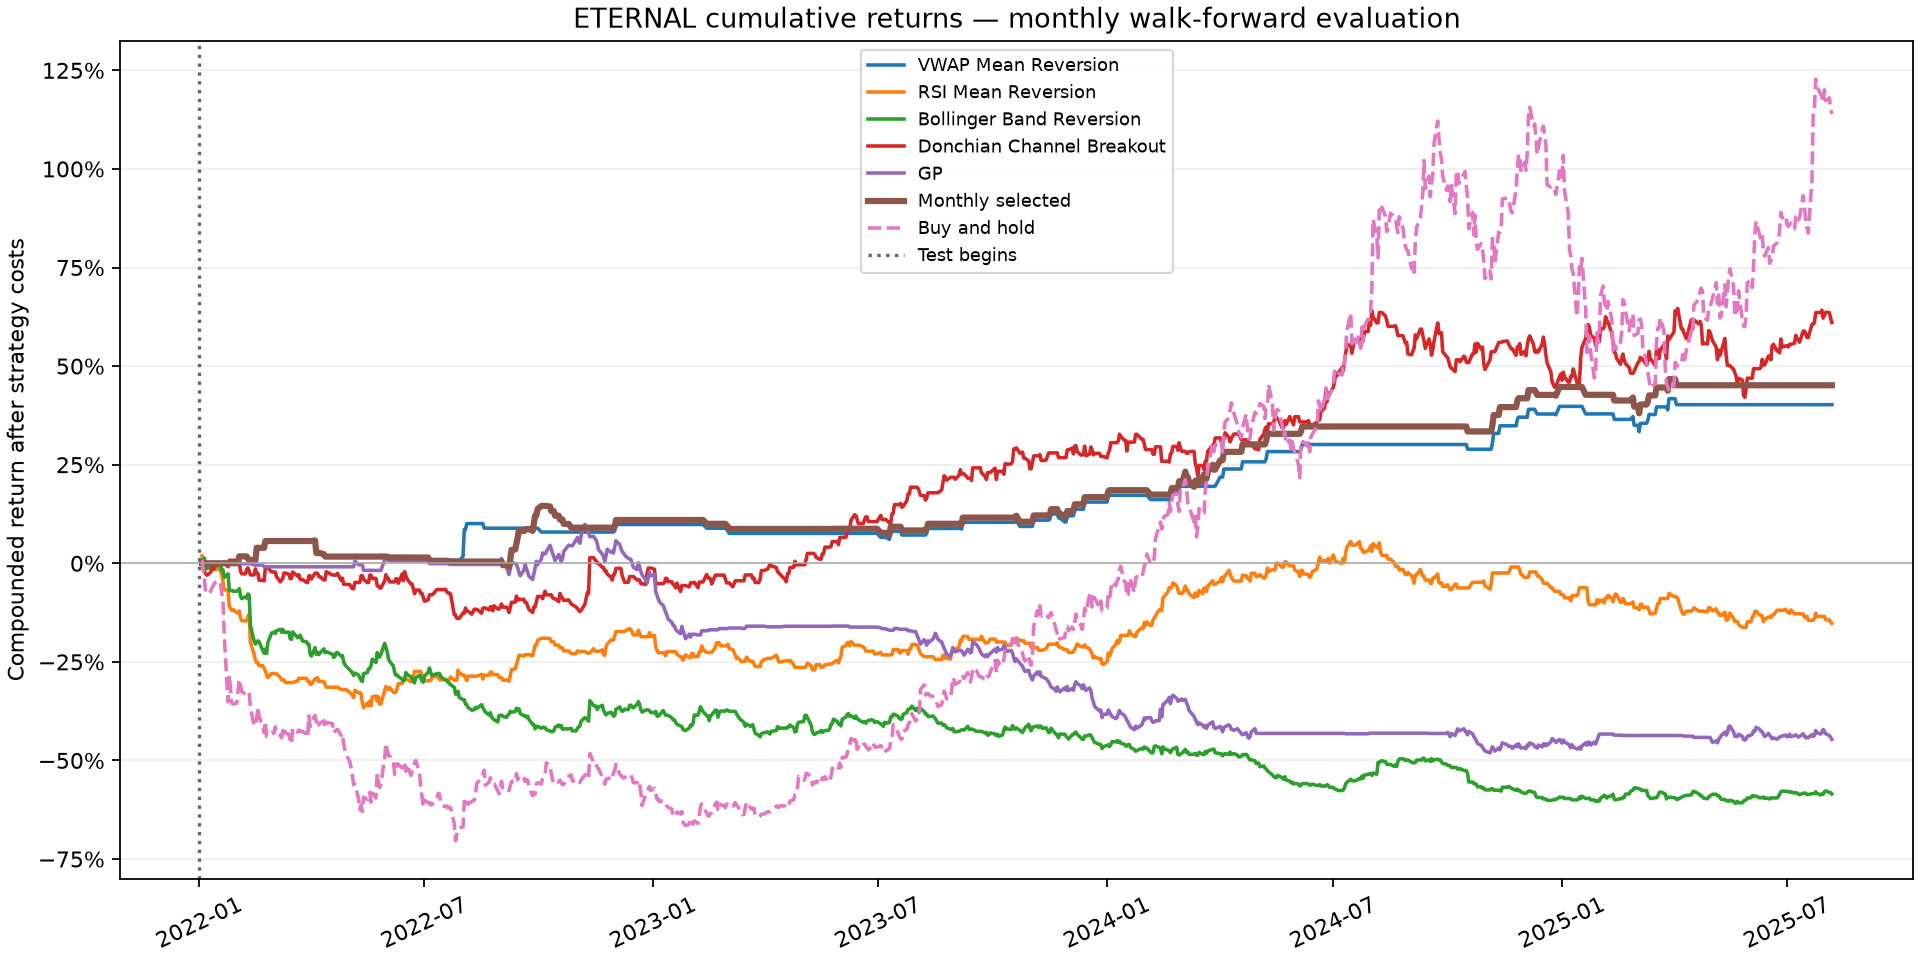 ETERNAL cumulative returns — monthly walk-forward evaluation
Compounded return after strategy costs
125%
100%
75%
50%
25%
0%
−25%
−50%
−75%
VWAP Mean Reversion
RSI Mean Reversion
Bollinger Band Reversion
Donchian Channel Breakout
GP
Monthly selected
Buy and hold
Test begins
2022-01
2022-07
2023-01
2023-07
2024-01
2024-07
2025-01
2025-07